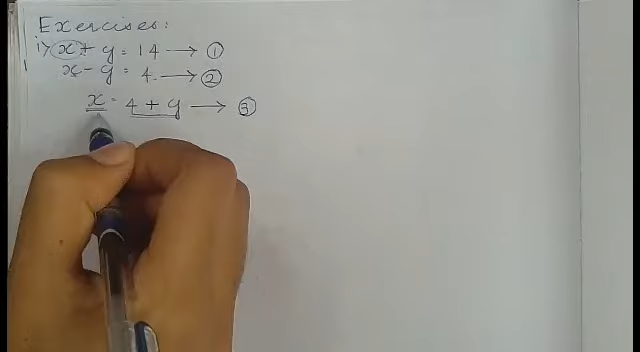 Exercises:
i) x + y = 14 → ①
x - y = 4. → ②
x = 4 + y → ③